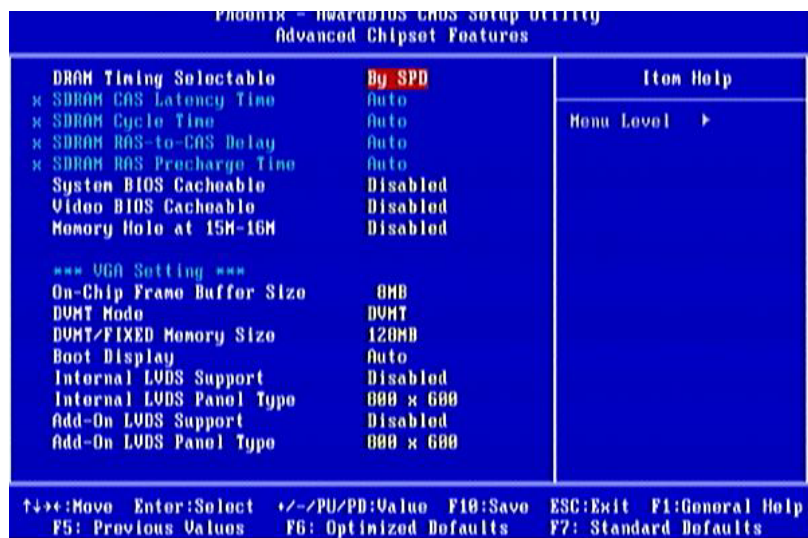 Phoenix - AwardBIOS CMOS Setup Utility
Advanced Chipset Features
DRAM Timing Selectable By SPD
x SDRAM CAS Latency Time Auto
x SDRAM Cycle Time Auto
x SDRAM RAS-to-CAS Delay Auto
x SDRAM RAS Precharge Time Auto
System BIOS Cacheable Disabled
Video BIOS Cacheable Disabled
Memory Hole at 15M-16M Disabled
*** VGA Setting ***
On-Chip Frame Buffer Size 8MB
DVMT Mode DVMT
DVMT/FIXED Memory Size 128MB
Boot Display Auto
Internal LVDS Support Disabled
Internal LVDS Panel Type 800 x 600
Add-On LVDS Support Disabled
Add-On LVDS Panel Type 800 x 600
Item Help
Menu Level ▸
↑↓→←:Move Enter:Select +/-/PU/PD:Value F10:Save ESC:Exit F1:General Help
F5: Previous Values F6: Optimized Defaults F7: Standard Defaults